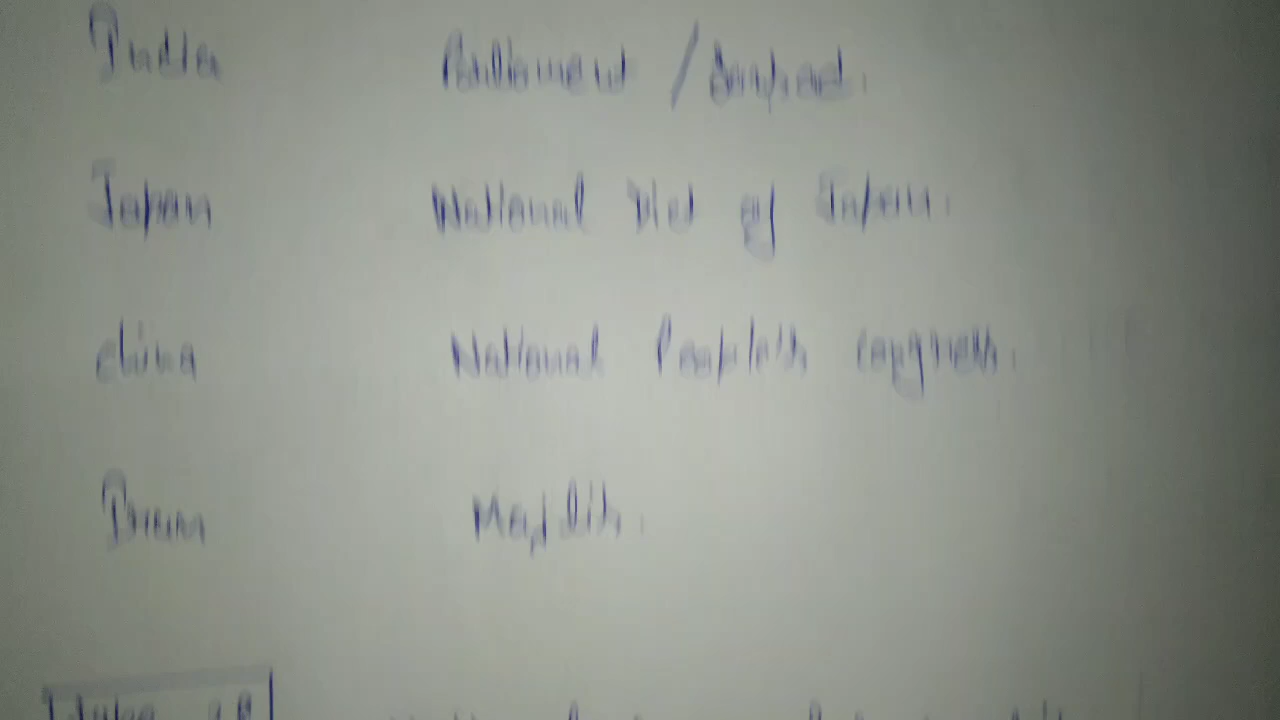 India Parliament / Sansad.
Japan National Diet of Japan.
China National People's congress.
Iran Majlis.